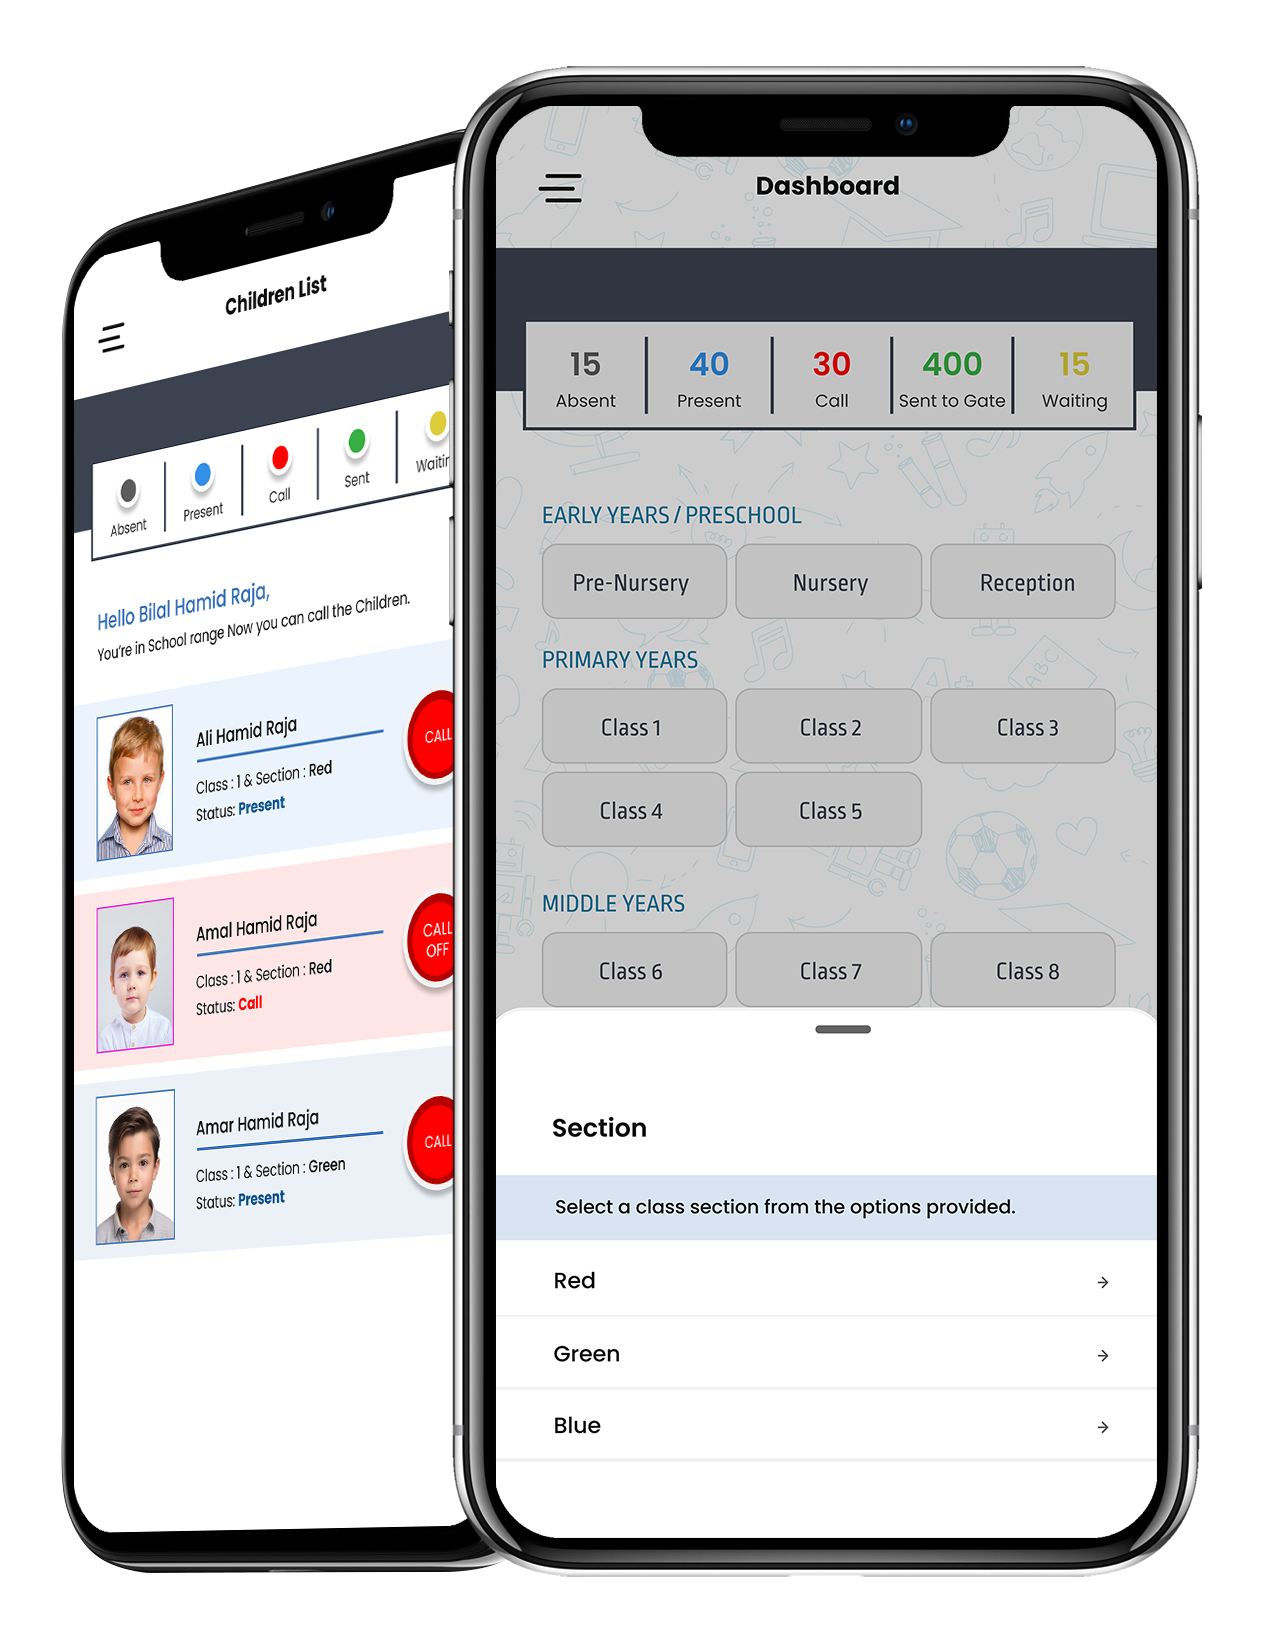 Children List
Absent
Present
Call
Sent
Hello Bilal Hamid Raja,
You're in School range Now you can call the Children.
Ali Hamid Raja
Class : 1 & Section : Red
Status: Present
CALL
Amal Hamid Raja
Class : 1 & Section : Red
Status: Call
CALL
OFF
Amar Hamid Raja
Class : 1 & Section : Green
Status: Present
CALL
Dashboard
15
Absent
40
Present
30
Call
400
Sent to Gate
15
Waiting
EARLY YEARS / PRESCHOOL
Pre-Nursery
Nursery
Reception
PRIMARY YEARS
Class 1
Class 2
Class 3
Class 4
Class 5
MIDDLE YEARS
Class 6
Class 7
Class 8
Section
Select a class section from the options provided.
Red
Green
Blue